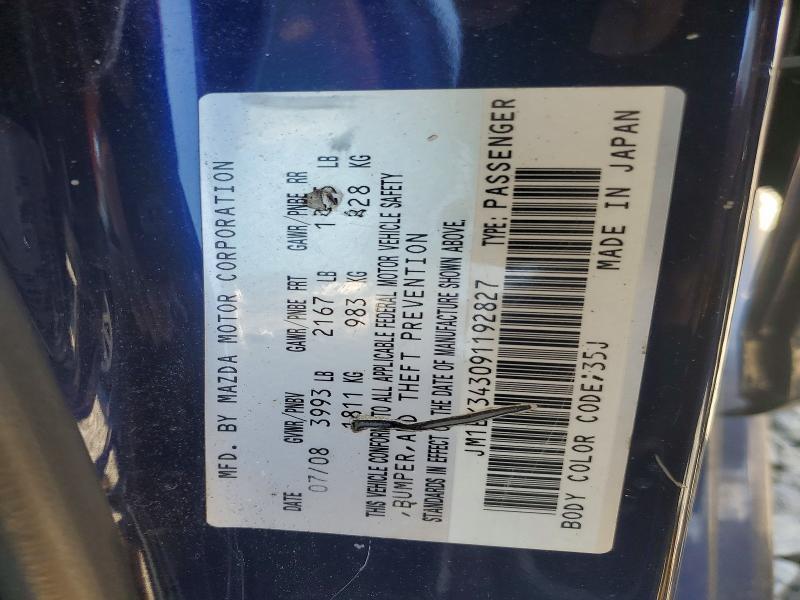 MFD. BY MAZDA MOTOR CORPORATION
DATE GVWR/PNBV GAWR/PNBE FRT GAWR/PNBE RR
07/08 3993 LB 2167 LB LB
1811 KG 983 KG 828 KG
THIS VEHICLE CONFORMS TO ALL APPLICABLE FEDERAL MOTOR VEHICLE SAFETY
,BUMPER,AND THEFT PREVENTION
STANDARDS IN EFFECT ON THE DATE OF MANUFACTURE SHOWN ABOVE.
TYPE: PASSENGER
BODY COLOR CODE;35J MADE IN JAPAN